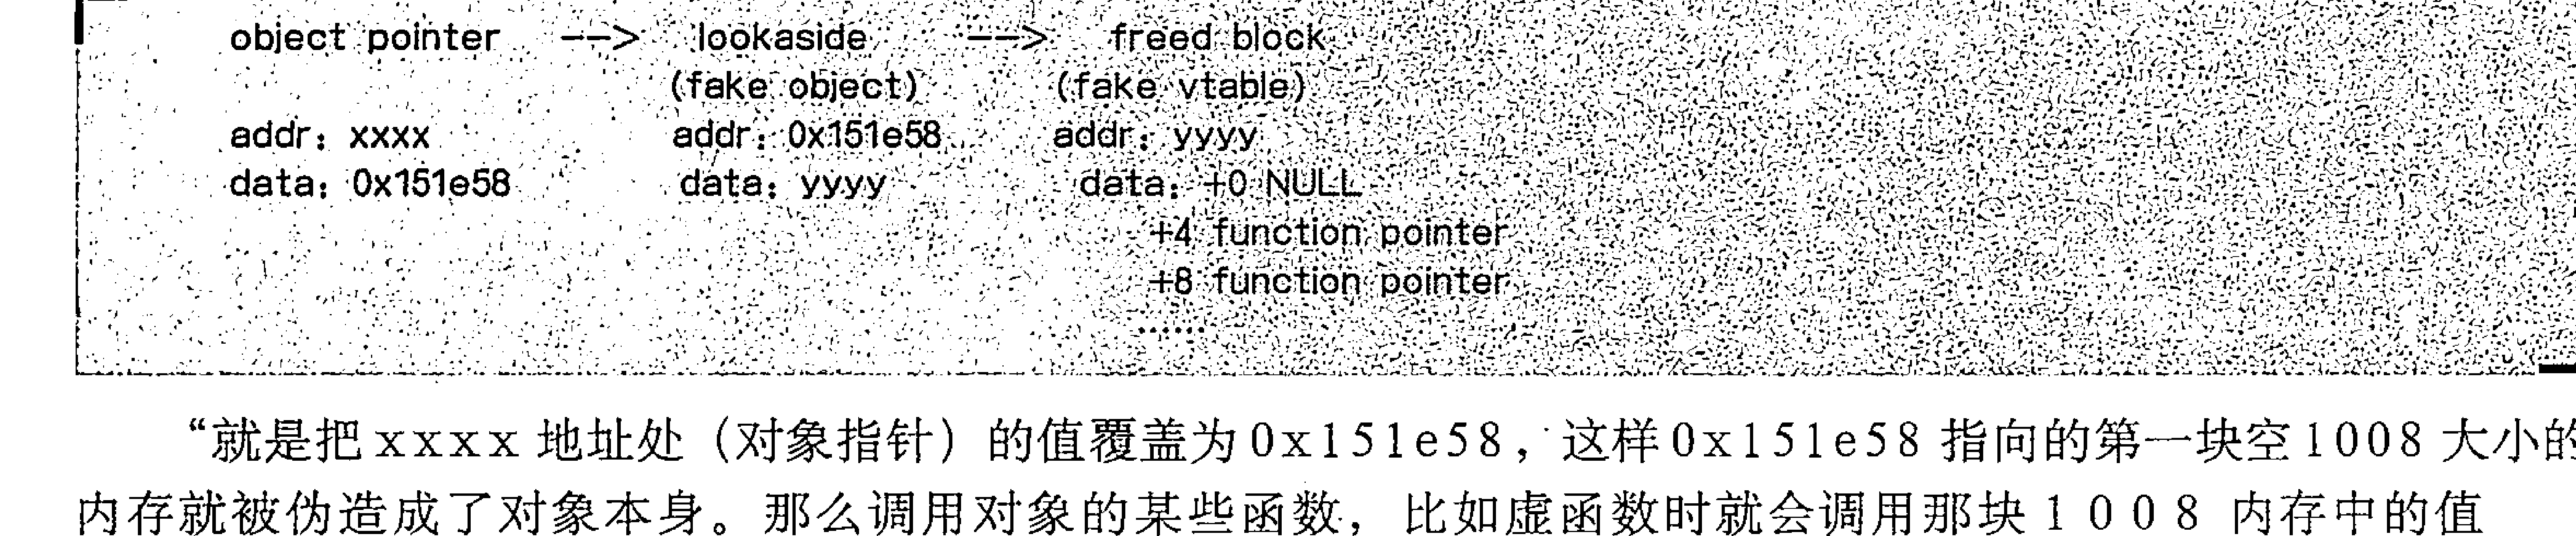 object pointer --> lookaside --> freed block
(fake object) (fake vtable)
addr: xxxx addr: 0x151e58 addr: yyyy
data: 0x151e58 data: yyyy data: +0 NULL
+4 function pointer
+8 function pointer
......
“就是把xxxx 地址处（对象指针）的值覆盖为0x151e58，这样0x151e58 指向的第一块空1008 大小的
内存就被伪造成了对象本身。那么调用对象的某些函数，比如虚函数时就会调用那块1008 内存中的值